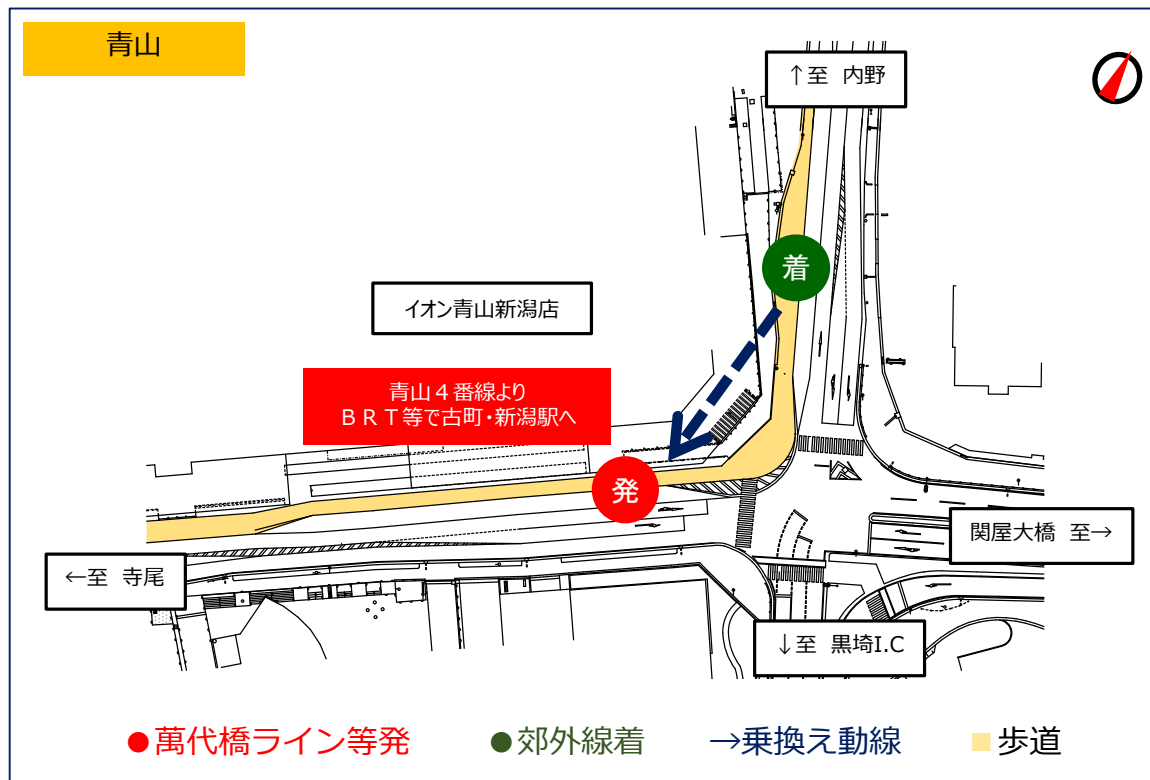 青山
↑至 内野
着
イオン青山新潟店
青山４番線より
ＢＲＴ等で古町・新潟駅へ
発
関屋大橋 至→
←至 寺尾
↓至 黒埼I.C
●萬代橋ライン等発 ●郊外線着 →乗換え動線 ■歩道